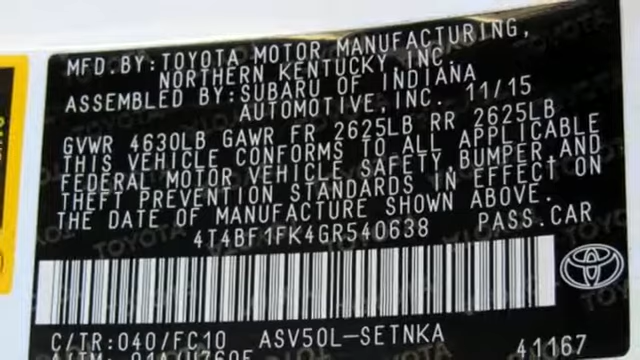 MFD. BY: TOYOTA MOTOR MANUFACTURING,
NORTHERN KENTUCKY INC.
ASSEMBLED BY: SUBARU OF INDIANA
AUTOMOTIVE, INC. 11/15
GVWR 4630LB GAWR FR 2625LB RR 2625LB
THIS VEHICLE CONFORMS TO ALL APPLICABLE
FEDERAL MOTOR VEHICLE SAFETY, BUMPER AND
THEFT PREVENTION STANDARDS IN EFFECT ON
THE DATE OF MANUFACTURE SHOWN ABOVE.
4T4BF1FK4GR540638 PASS. CAR
C/TR: 040/FC10 ASV50L-SETNKA
41167